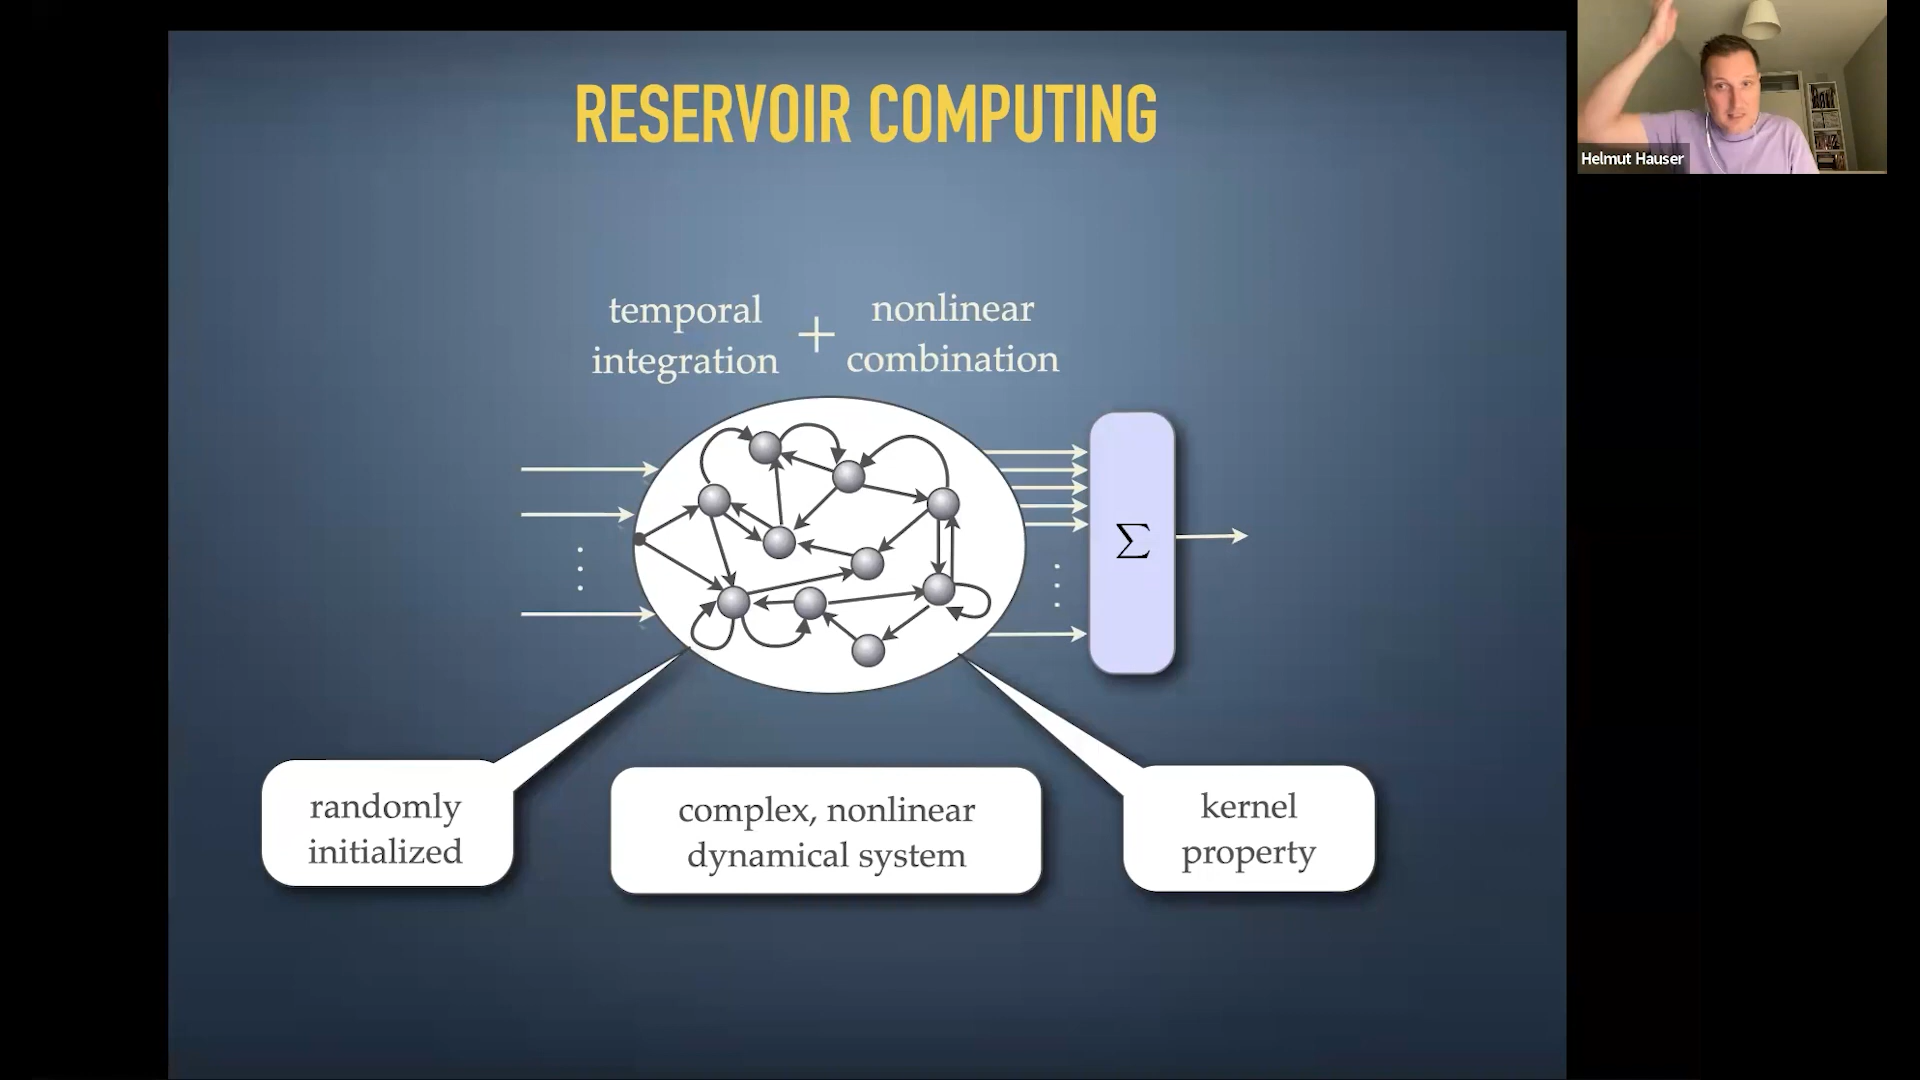 RESERVOIR COMPUTING
Helmut Hauser
temporal
integration
+
nonlinear
combination
Σ
randomly
initialized
complex, nonlinear
dynamical system
kernel
property